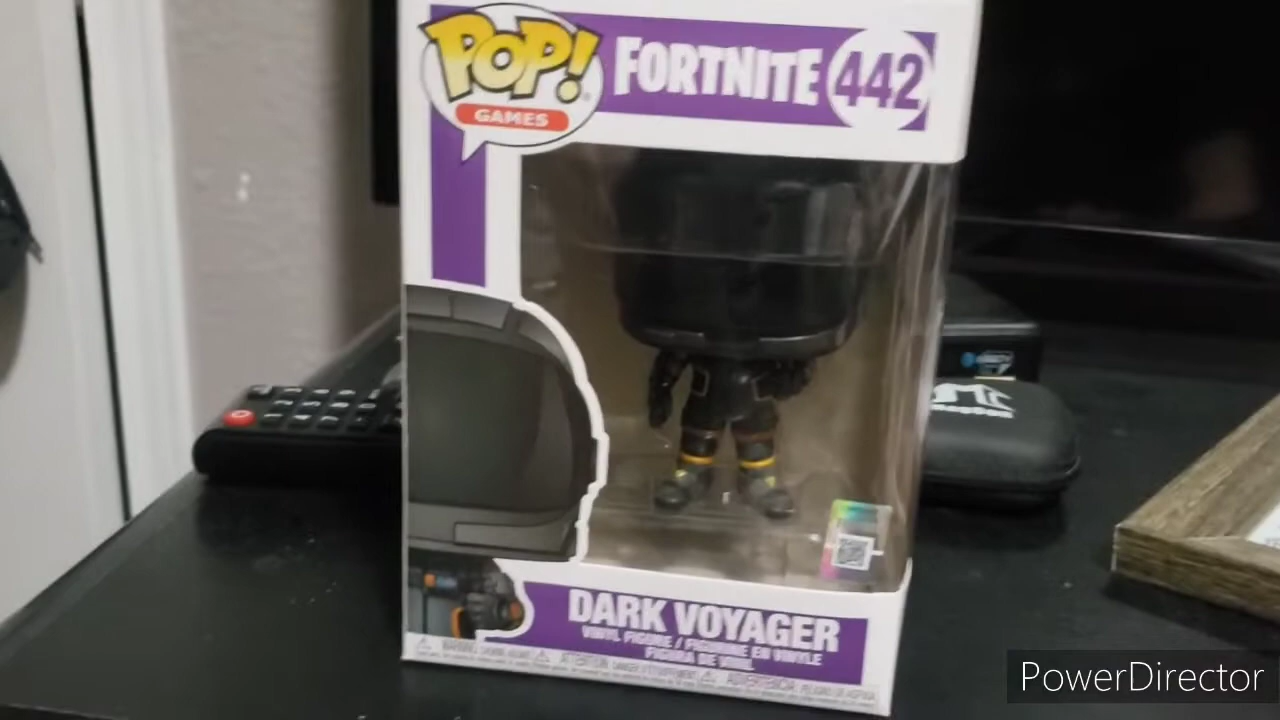 POP! FORTNITE 442
GAMES
DARK VOYAGER
VINYL FIGURE / FIGURINE EN VINYLE
FIGURA DE VINIL
PowerDirector